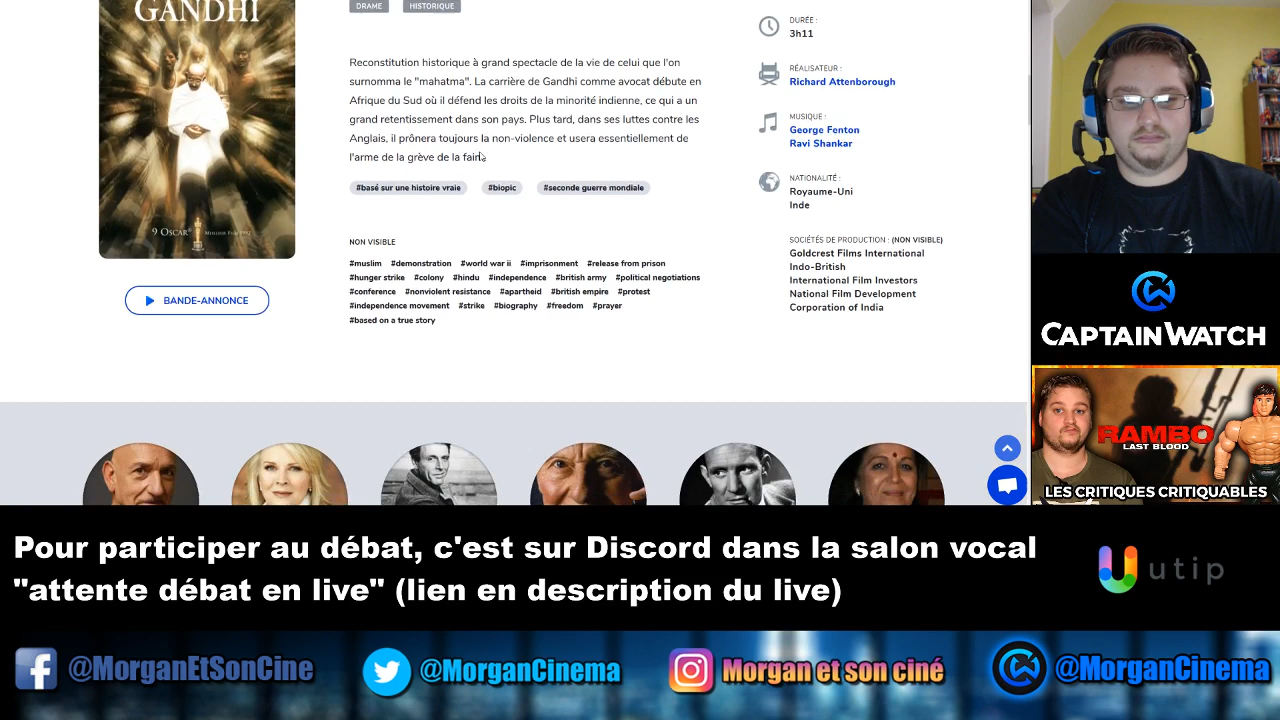 GANDHI
9 OSCAR
MEILLEUR FILM 1982
BANDE-ANNONCE
DRAME
HISTORIQUE
Reconstitution historique à grand spectacle de la vie de celui que l'on
surnomma le "mahatma". La carrière de Gandhi comme avocat débute en
Afrique du Sud où il défend les droits de la minorité indienne, ce qui a un
grand retentissement dans son pays. Plus tard, dans ses luttes contre les
Anglais, il prônera toujours la non-violence et usera essentiellement de
l'arme de la grève de la faim.
#basé sur une histoire vraie #biopic #seconde guerre mondiale
NON VISIBLE
#muslim #demonstration #world war ii #imprisonment #release from prison
#hunger strike #colony #hindu #independence #british army #political negotiations
#conference #nonviolent resistance #apartheid #british empire #protest
#independence movement #strike #biography #freedom #prayer
#based on a true story
DURÉE :
3h11
RÉALISATEUR :
Richard Attenborough
MUSIQUE :
George Fenton
Ravi Shankar
NATIONALITÉ :
Royaume-Uni
Inde
SOCIÉTÉS DE PRODUCTION : (NON VISIBLE)
Goldcrest Films International
Indo-British
International Film Investors
National Film Development
Corporation of India
CAPTAINWATCH
RAMBO
LAST BLOOD
LES CRITIQUES CRITIQUABLES
Pour participer au débat, c'est sur Discord dans la salon vocal
"attente débat en live" (lien en description du live)
utip
@MorganEtSonCine
@MorganCinema
Morgan et son ciné
@MorganCinema